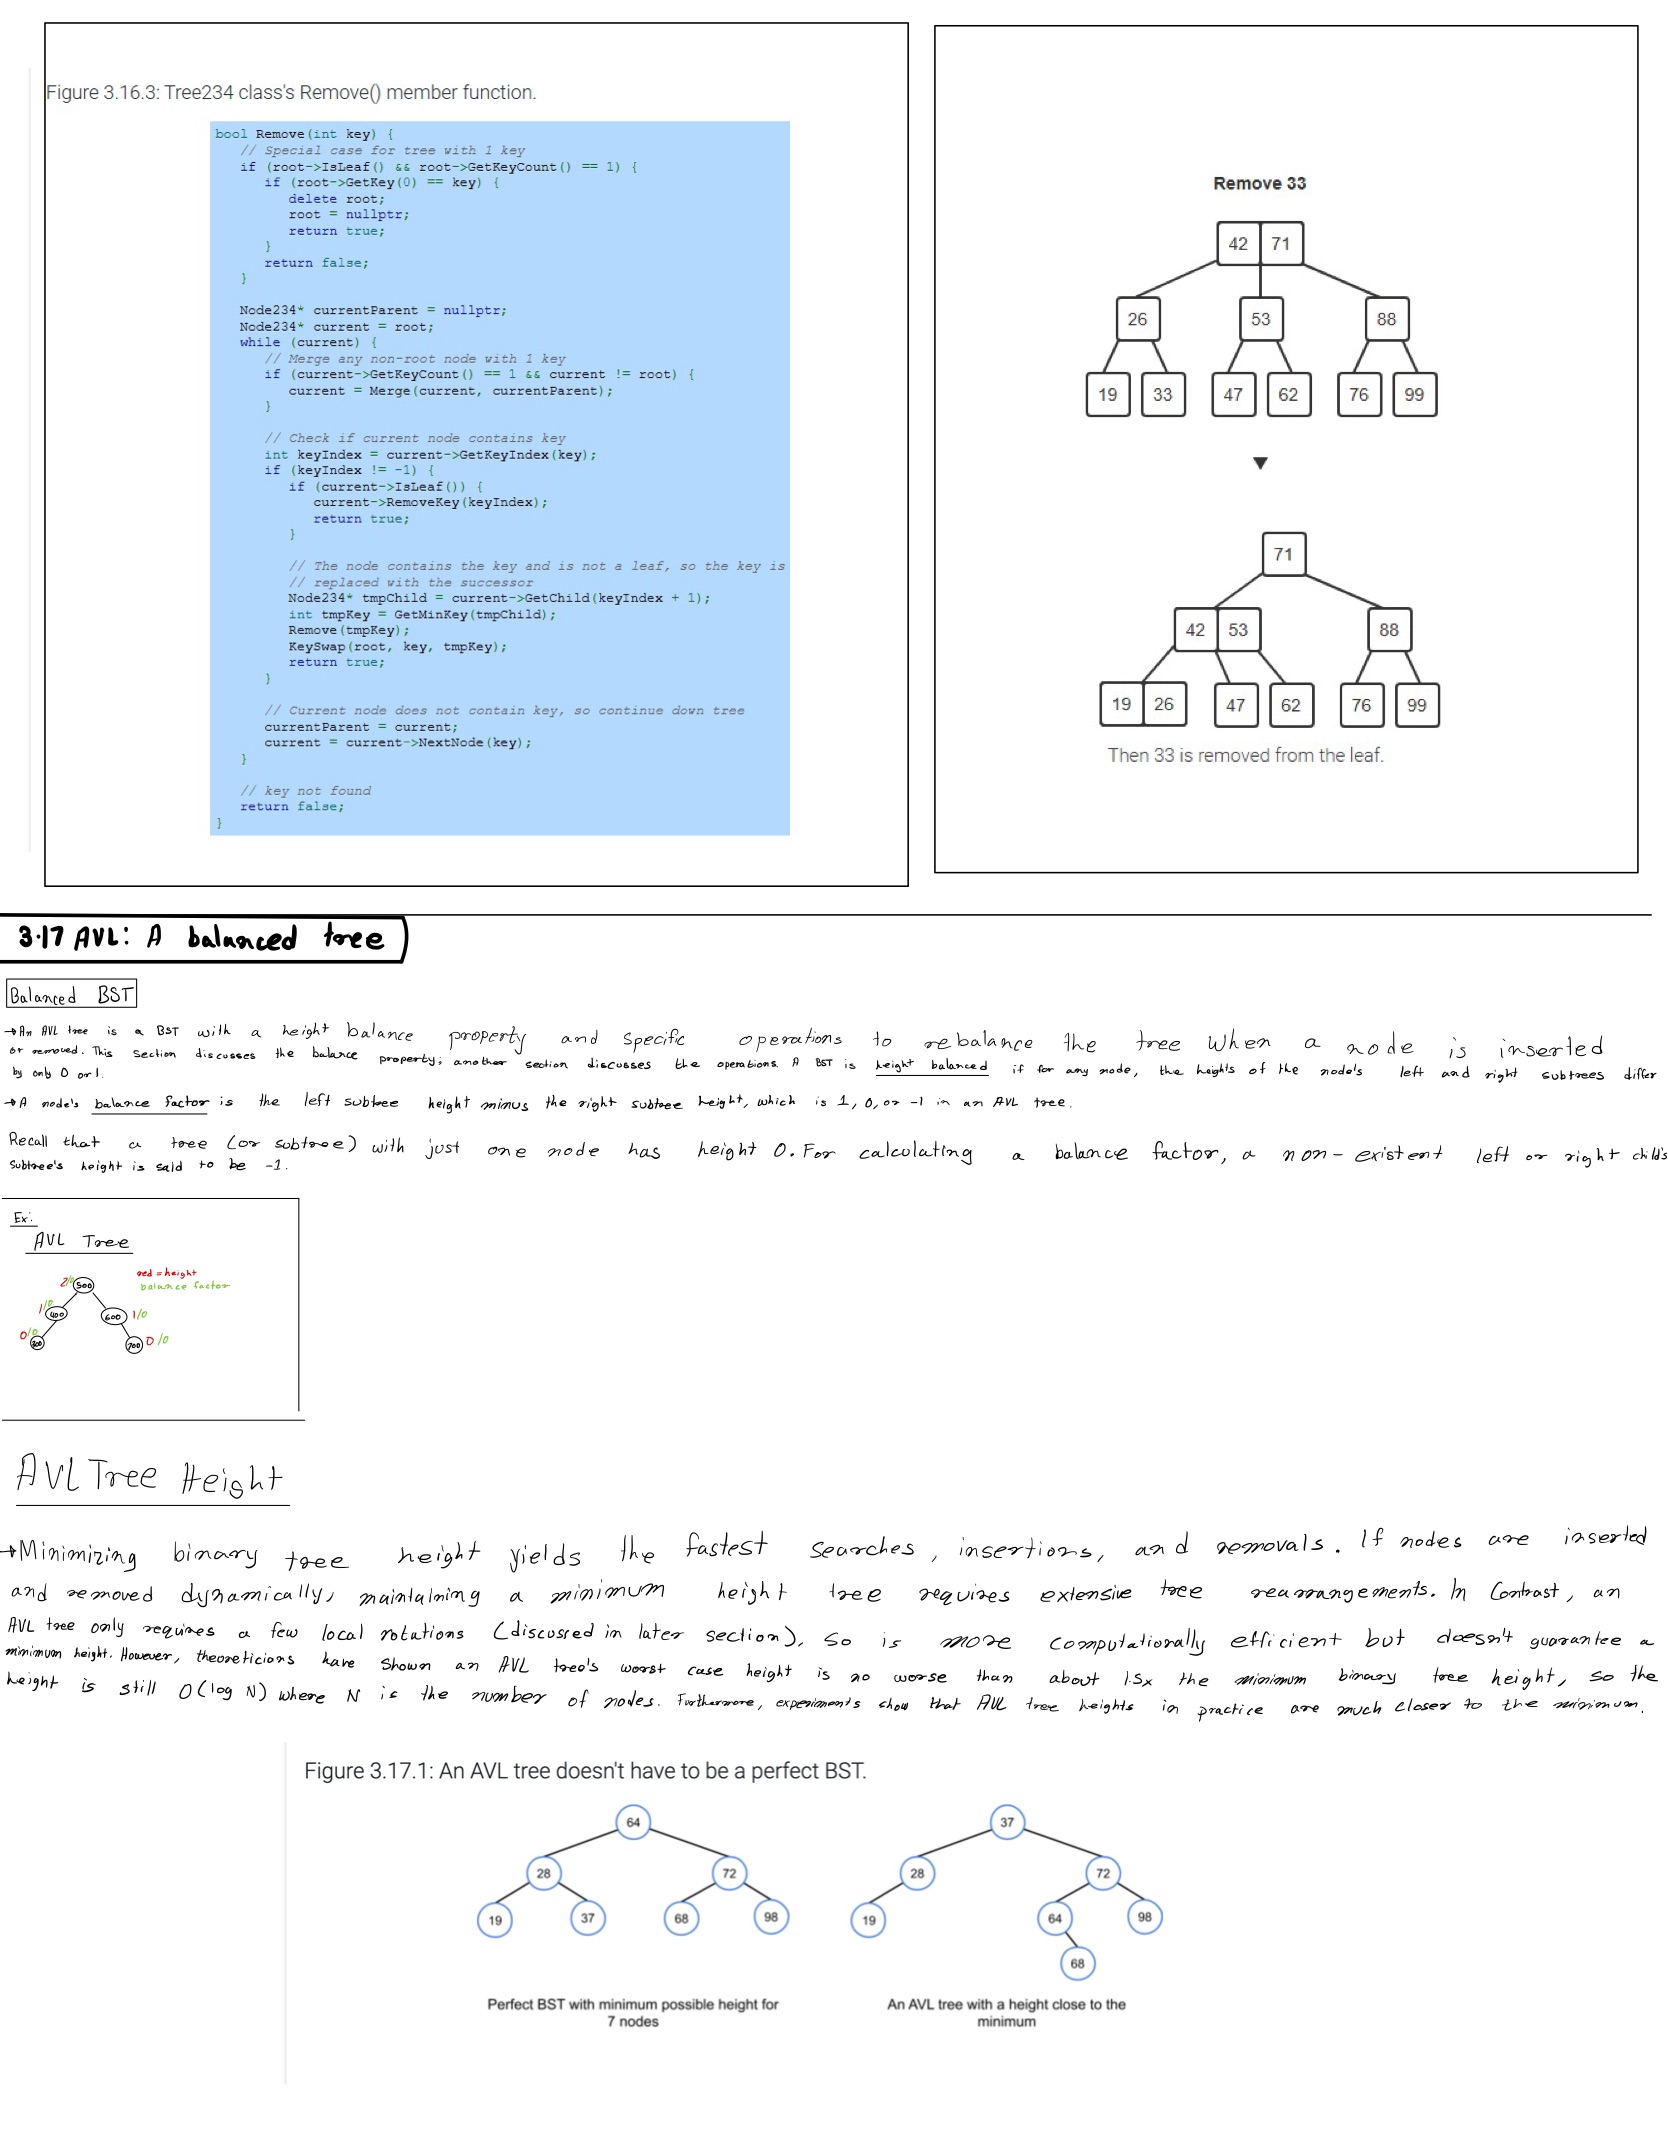 Figure 3.16.3: Tree234 class's Remove() member function.
bool Remove(int key) {
// Special case for tree with 1 key
if (root->IsLeaf() && root->GetKeyCount() == 1) {
if (root->GetKey(0) == key) {
delete root;
root = nullptr;
return true;
}
return false;
}
Node234* currentParent = nullptr;
Node234* current = root;
while (current) {
// Merge any non-root node with 1 key
if (current->GetKeyCount() == 1 && current != root) {
current = Merge(current, currentParent);
}
// Check if current node contains key
int keyIndex = current->GetKeyIndex(key);
if (keyIndex != -1) {
if (current->IsLeaf()) {
current->RemoveKey(keyIndex);
return true;
}
// The node contains the key and is not a leaf, so the key is
// replaced with the successor
Node234* tmpChild = current->GetChild(keyIndex + 1);
int tmpKey = GetMinKey(tmpChild);
Remove(tmpKey);
KeySwap(root, key, tmpKey);
return true;
}
// Current node does not contain key, so continue down tree
currentParent = current;
current = current->NextNode(key);
}
// key not found
return false;
}
Remove 33
42 71
26 53 88
19 33 47 62 76 99
71
42 53 88
19 26 47 62 76 99
Then 33 is removed from the leaf.
3.17 AVL: A balanced tree
Balanced BST
→An AVL tree is a BST with a height balance property and specific operations to rebalance the tree when a node is inserted
or removed. This section discusses the balance property; another section discusses the operations. A BST is height balanced if for any node, the heights of the node's left and right subtrees differ
by only 0 or 1.
→A node's balance factor is the left subtree height minus the right subtree height, which is 1, 0, or -1 in an AVL tree.
Recall that a tree (or subtree) with just one node has height 0. For calculating a balance factor, a non-existent left or right child's
subtree's height is said to be -1.
Ex:
AVL Tree
red = height
balance factor
2/0 500
1/0 400 600 1/0
0/0 300 700 0/0
AVL Tree Height
→Minimizing binary tree height yields the fastest searches, insertions, and removals. If nodes are inserted
and removed dynamically, maintaining a minimum height tree requires extensive tree rearrangements. In Contrast, an
AVL tree only requires a few local rotations (discussed in later section), so is more computationally efficient but doesn't guarantee a
minimum height. However, theoreticians have shown an AVL tree's worst case height is no worse than about 1.5x the minimum binary tree height, so the
height is still O(log N) where N is the number of nodes. Furthermore, experiments show that AVL tree heights in practice are much closer to the minimum.
Figure 3.17.1: An AVL tree doesn't have to be a perfect BST.
64
28 72
19 37 68 98
37
28 72
19 64 98
68
Perfect BST with minimum possible height for
7 nodes
An AVL tree with a height close to the
minimum